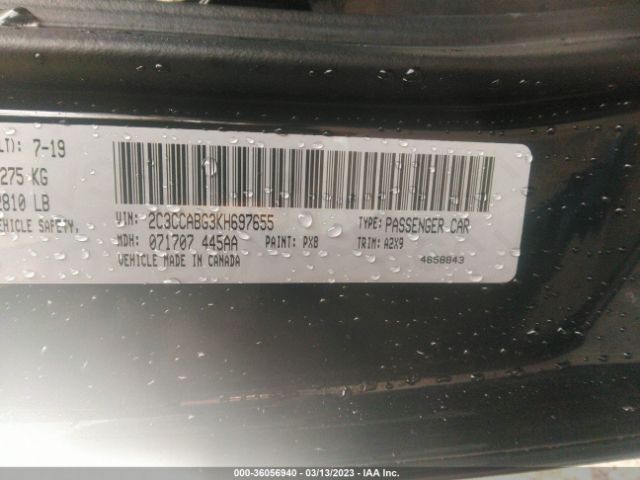 LT): 7-19
275 KG
2810 LB
VEHICLE SAFETY,
VIN: 2C3CCABG3KH697655
TYPE: PASSENGER CAR
MDH: 071707 445AA
PAINT: PX8
TRIM: A2X9
VEHICLE MADE IN CANADA
4658843
000-36056940 - 03/13/2023 - IAA Inc.